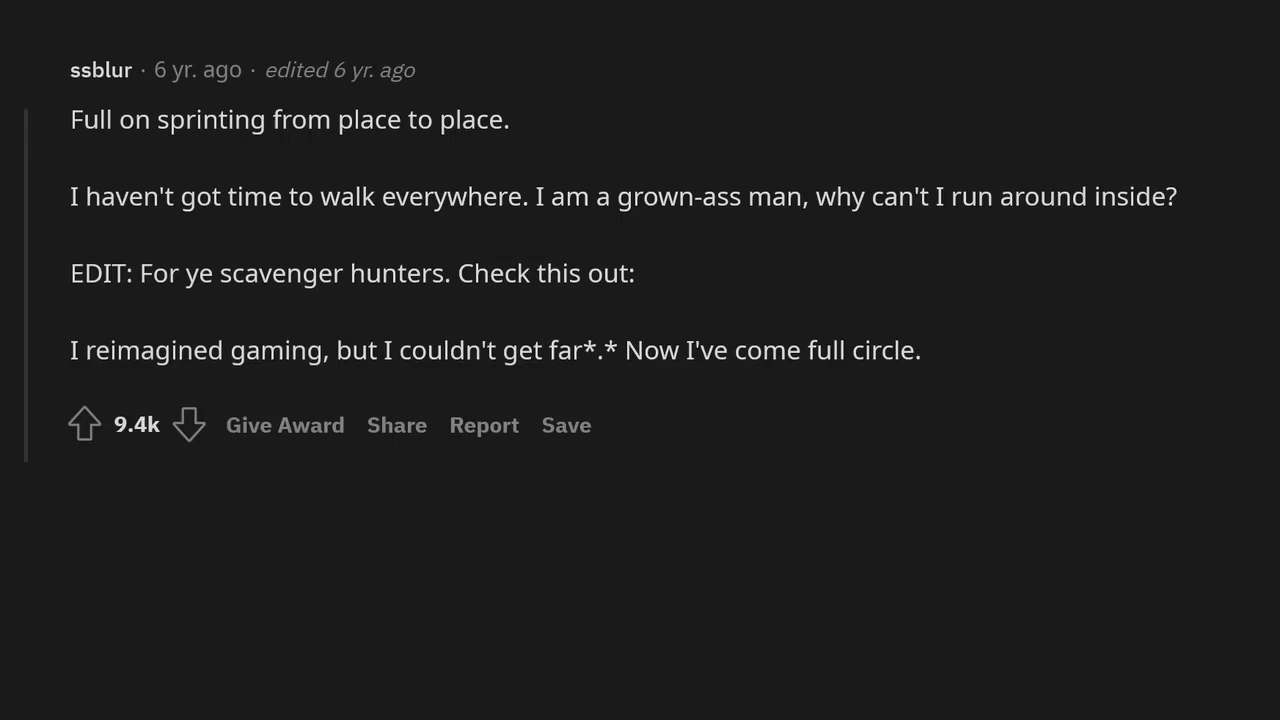 ssblur · 6 yr. ago · edited 6 yr. ago
Full on sprinting from place to place.
I haven't got time to walk everywhere. I am a grown-ass man, why can't I run around inside?
EDIT: For ye scavenger hunters. Check this out:
I reimagined gaming, but I couldn't get far*.* Now I've come full circle.
9.4k Give Award Share Report Save